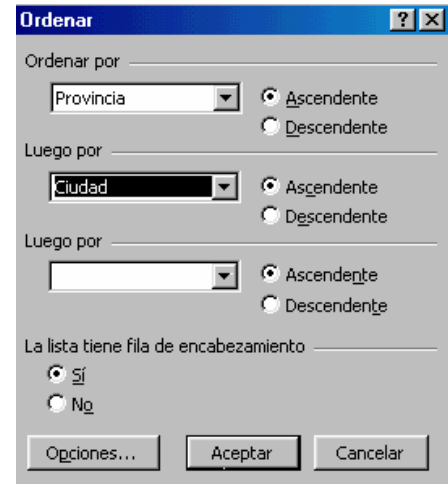 Ordenar
Ordenar por
Provincia
Ascendente
Descendente
Luego por
Ciudad
Ascendente
Descendente
Luego por
Ascendente
Descendente
La lista tiene fila de encabezamiento
Sí
No
Opciones...
Aceptar
Cancelar